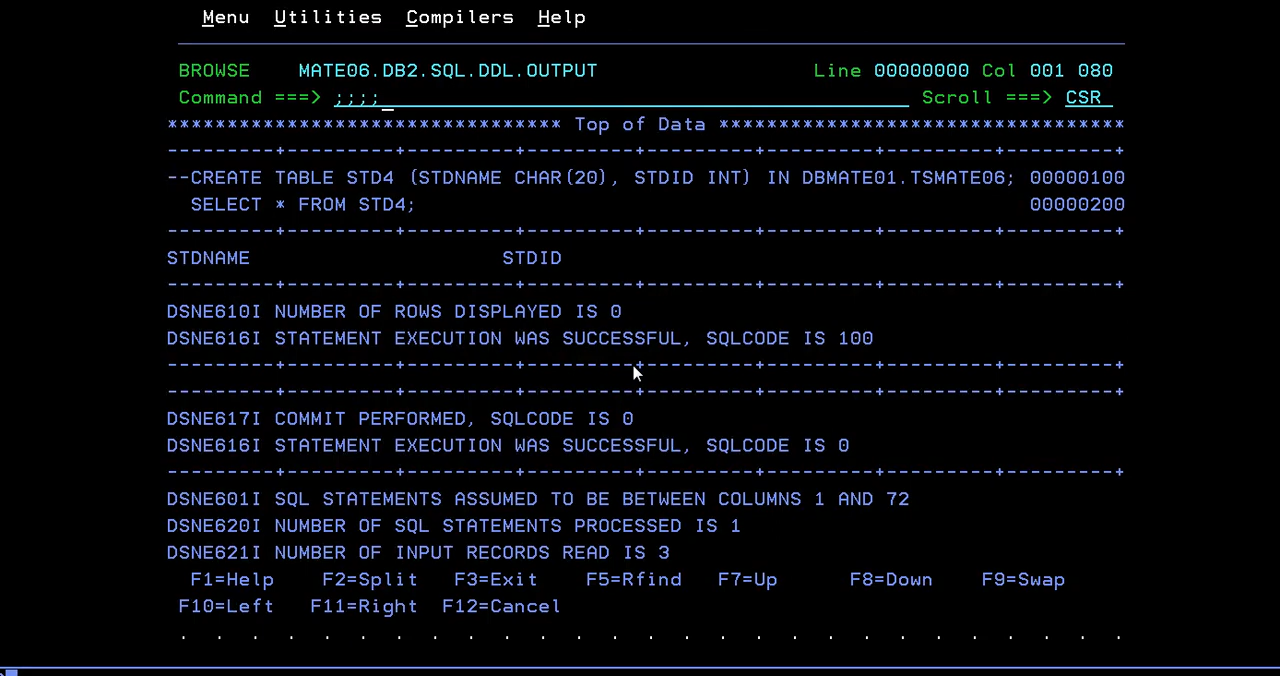 Menu  Utilities  Compilers  Help
BROWSE    MATE06.DB2.SQL.DDL.OUTPUT                  Line 00000000 Col 001 080
Command ===> ;;;;_                                            Scroll ===> CSR
********************************* Top of Data **********************************
---------+---------+---------+---------+---------+---------+---------+---------+
--CREATE TABLE STD4 (STDNAME CHAR(20), STDID INT) IN DBMATE01.TSMATE06; 00000100
  SELECT * FROM STD4;                                                   00000200
---------+---------+---------+---------+---------+---------+---------+---------+
STDNAME                     STDID
---------+---------+---------+---------+---------+---------+---------+---------+
DSNE610I NUMBER OF ROWS DISPLAYED IS 0
DSNE616I STATEMENT EXECUTION WAS SUCCESSFUL, SQLCODE IS 100
---------+---------+---------+---------+---------+---------+---------+---------+
---------+---------+---------+---------+---------+---------+---------+---------+
DSNE617I COMMIT PERFORMED, SQLCODE IS 0
DSNE616I STATEMENT EXECUTION WAS SUCCESSFUL, SQLCODE IS 0
---------+---------+---------+---------+---------+---------+---------+---------+
DSNE601I SQL STATEMENTS ASSUMED TO BE BETWEEN COLUMNS 1 AND 72
DSNE620I NUMBER OF SQL STATEMENTS PROCESSED IS 1
DSNE621I NUMBER OF INPUT RECORDS READ IS 3
F1=Help    F2=Split   F3=Exit    F5=Rfind   F7=Up      F8=Down    F9=Swap
F10=Left   F11=Right  F12=Cancel
. . . . . . . . . . . . . . . . . . . . . . . . . . .